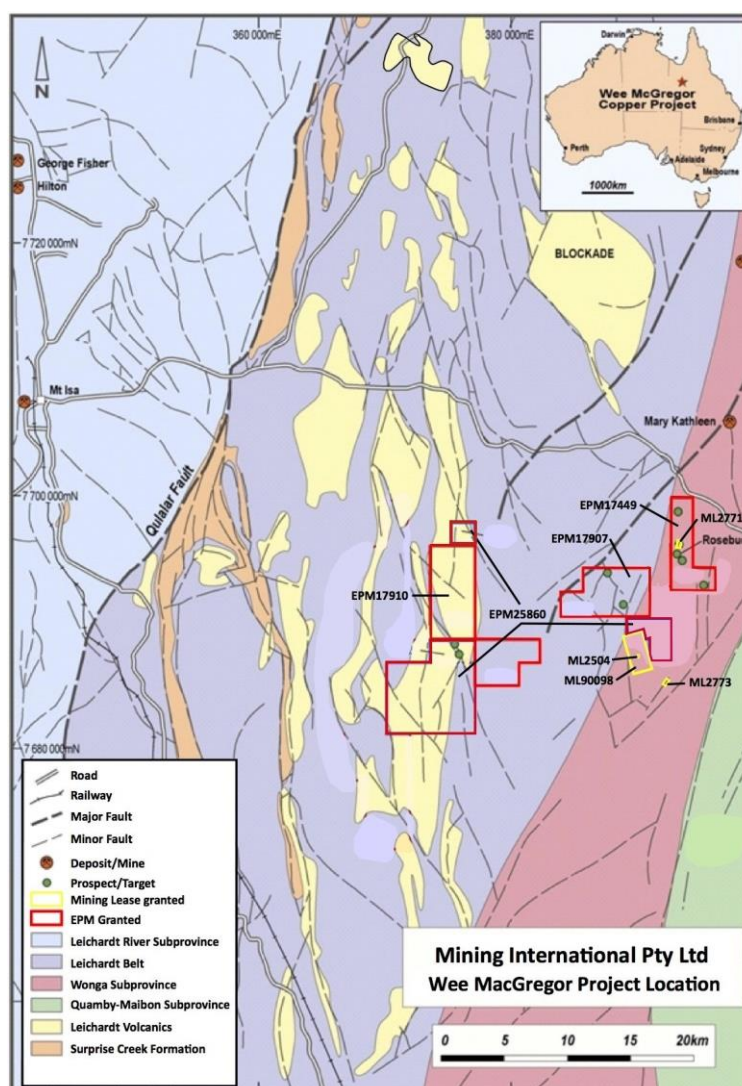 360 000mE
380 000mE
N
Darwin
Wee McGregor
Copper Project
Brisbane
Perth
Sydney
Adelaide
Melbourne
1000km
George Fisher
Hilton
7 720 000mN
BLOCKADE
Mt Isa
Mary Kathleen
Qulalar Fault
7 700 000mN
EPM17449
ML2771
Rosebud
EPM17907
EPM17910
EPM25860
ML2504
ML90098
ML2773
7 680 000mN
Road
Railway
Major Fault
Minor Fault
Deposit/Mine
Prospect/Target
Mining Lease granted
EPM Granted
Leichardt River Subprovince
Leichardt Belt
Wonga Subprovince
Quamby-Maibon Subprovince
Leichardt Volcanics
Surprise Creek Formation
Mining International Pty Ltd
Wee MacGregor Project Location
0 5 10 15 20km